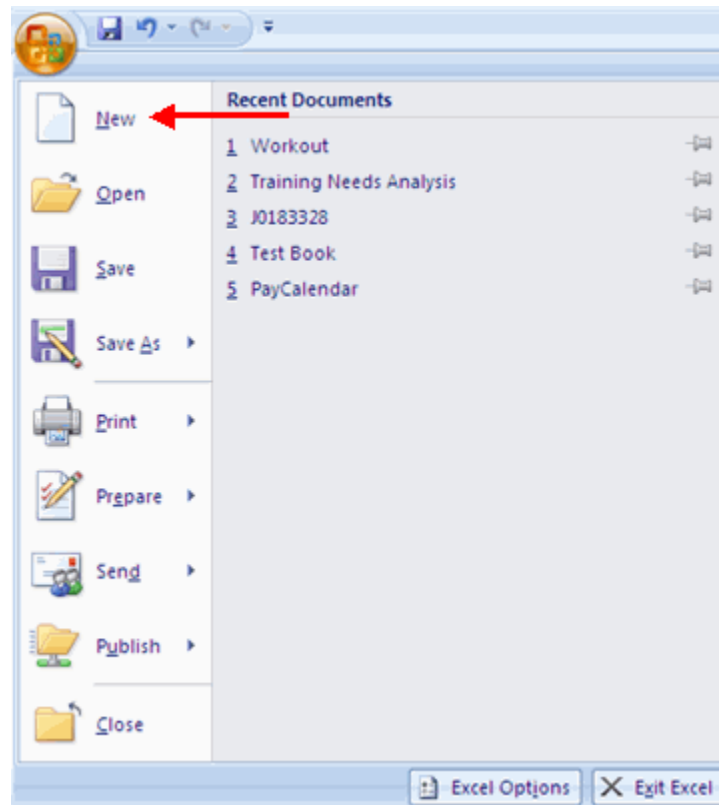 New
Open
Save
Save As
Print
Prepare
Send
Publish
Close
Recent Documents
1 Workout
2 Training Needs Analysis
3 J0183328
4 Test Book
5 PayCalendar
Excel Options
Exit Excel